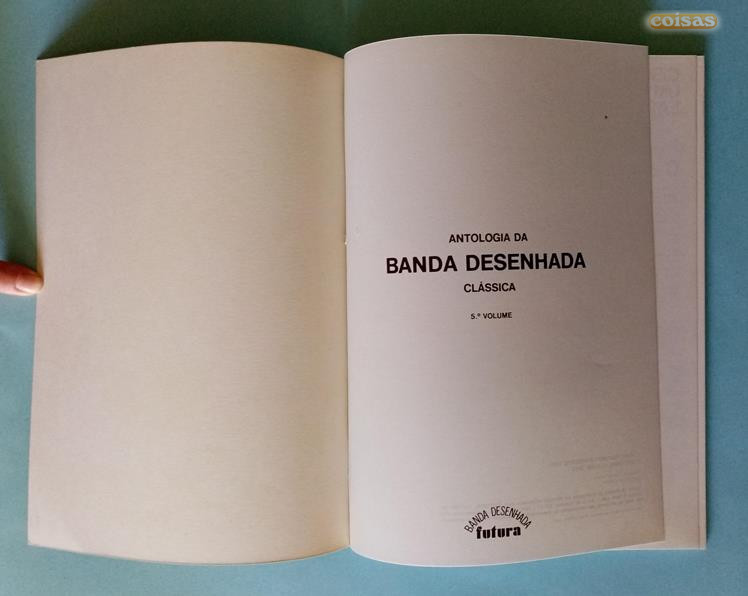 coisas
ANTOLOGIA DA
BANDA DESENHADA
CLÁSSICA
5.º VOLUME
BANDA DESENHADA
futura